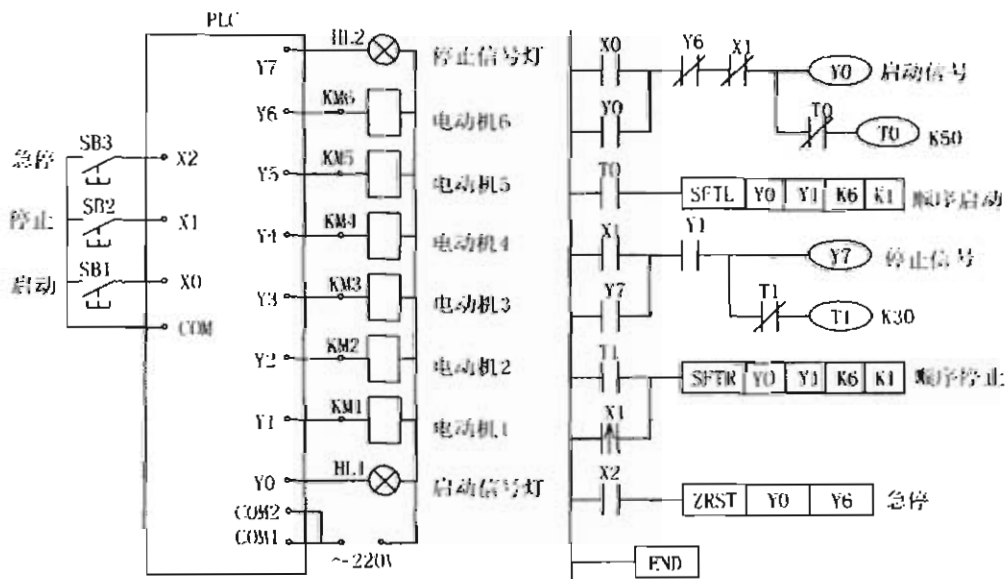 PLC
HL2
Y7
停止信号灯
KM6
Y6
电动机6
KM5
Y5
电动机5
KM4
Y4
电动机4
KM3
Y3
电动机3
KM2
Y2
电动机2
KM1
Y1
电动机1
HL1
Y0
启动信号灯
COM2
COM1
~220V
急停
SB3
X2
停止
SB2
X1
启动
SB1
X0
COM
X0
Y6
X1
Y0
启动信号
Y0
T0
T0
K50
T0
SFTL Y0 Y1 K6 K1
顺序启动
X1
Y1
Y7
停止信号
Y7
T1
T1
K30
T1
SFTR Y0 Y1 K6 K1
顺序停止
X1
X2
ZRST Y0 Y6
急停
END